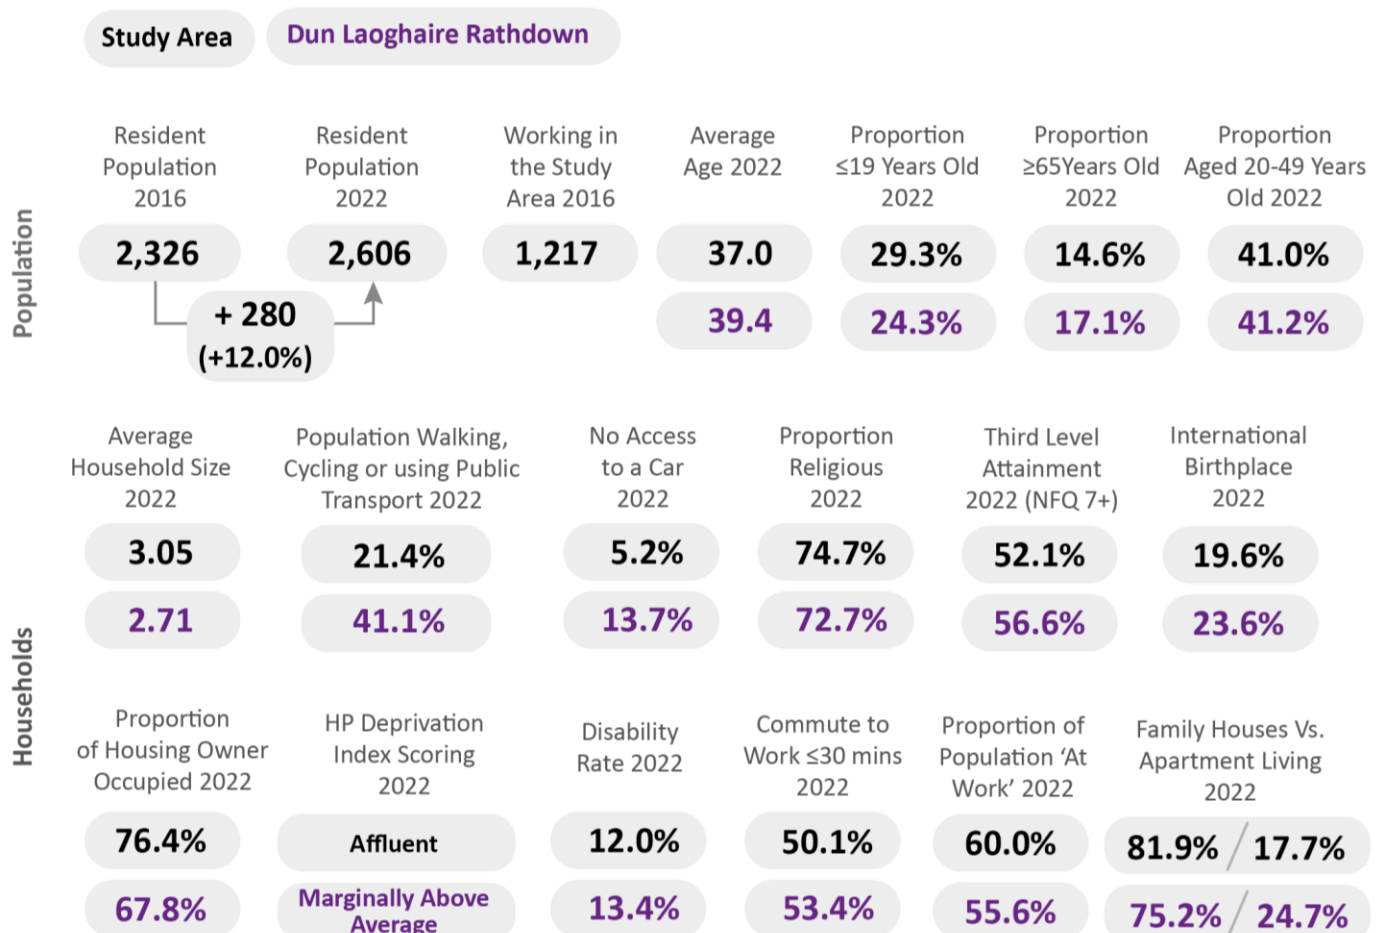 Study Area
Dun Laoghaire Rathdown
Population
Resident
Population
2016
2,326
+ 280
(+12.0%)
Resident
Population
2022
2,606
Working in
the Study
Area 2016
1,217
Average
Age 2022
37.0
39.4
Proportion
≤19 Years Old
2022
29.3%
24.3%
Proportion
≥65Years Old
2022
14.6%
17.1%
Proportion
Aged 20-49 Years
Old 2022
41.0%
41.2%
Households
Average
Household Size
2022
3.05
2.71
Population Walking,
Cycling or using Public
Transport 2022
21.4%
41.1%
No Access
to a Car
2022
5.2%
13.7%
Proportion
Religious
2022
74.7%
72.7%
Third Level
Attainment
2022 (NFQ 7+)
52.1%
56.6%
International
Birthplace
2022
19.6%
23.6%
Proportion
of Housing Owner
Occupied 2022
76.4%
67.8%
HP Deprivation
Index Scoring
2022
Affluent
Marginally Above
Average
Disability
Rate 2022
12.0%
13.4%
Commute to
Work ≤30 mins
2022
50.1%
53.4%
Proportion of
Population ‘At
Work’ 2022
60.0%
55.6%
Family Houses Vs.
Apartment Living
2022
81.9% / 17.7%
75.2% / 24.7%